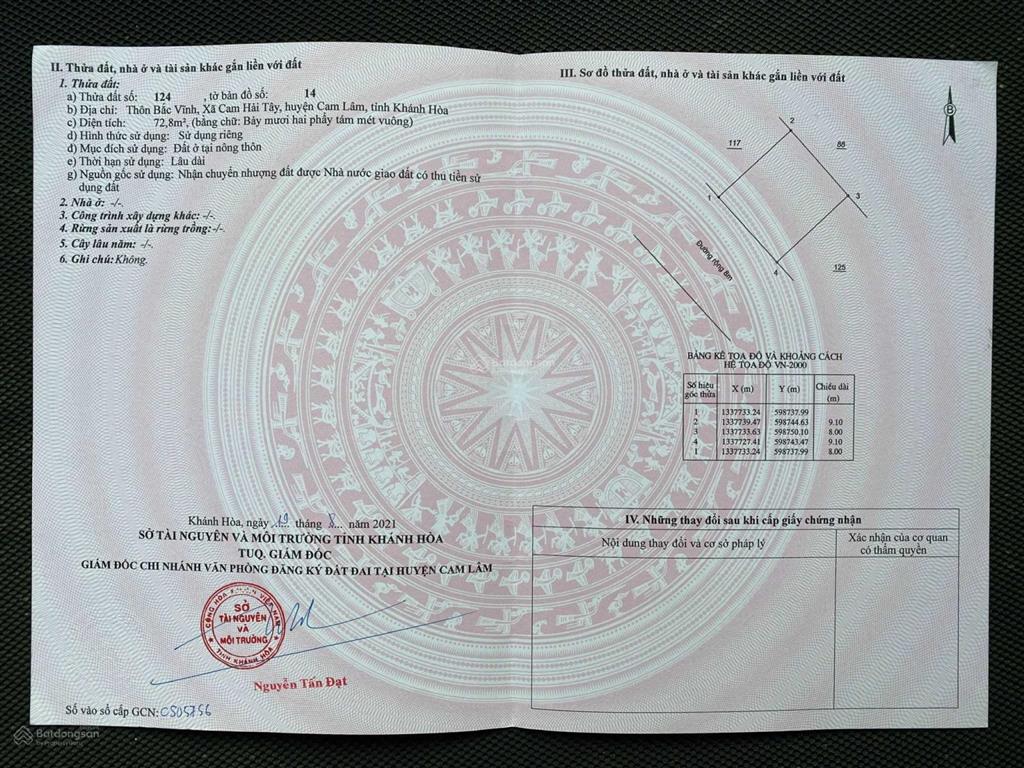 II. Thửa đất, nhà ở và tài sản khác gắn liền với đất
1. Thửa đất:
a) Thửa đất số: 124 , tờ bản đồ số: 14
b) Địa chỉ: Thôn Bắc Vĩnh, Xã Cam Hải Tây, huyện Cam Lâm, tỉnh Khánh Hòa
c) Diện tích: 72,8m², (bằng chữ: Bảy mươi hai phẩy tám mét vuông)
d) Hình thức sử dụng: Sử dụng riêng
đ) Mục đích sử dụng: Đất ở tại nông thôn
e) Thời hạn sử dụng: Lâu dài
g) Nguồn gốc sử dụng: Nhận chuyển nhượng đất được Nhà nước giao đất có thu tiền sử
dụng đất
2. Nhà ở: -/-.
3. Công trình xây dựng khác: -/-.
4. Rừng sản xuất là rừng trồng:-/-.
5. Cây lâu năm: -/-.
6. Ghi chú:Không.
Khánh Hòa, ngày 19 tháng 8 năm 2021
SỞ TÀI NGUYÊN VÀ MÔI TRƯỜNG TỈNH KHÁNH HÒA
TUQ. GIÁM ĐỐC
GIÁM ĐỐC CHI NHÁNH VĂN PHÒNG ĐĂNG KÝ ĐẤT ĐAI TẠI HUYỆN CAM LÂM
SỞ
TÀI NGUYÊN
VÀ
MÔI TRƯỜNG
TỈNH KHÁNH HÒA
Nguyễn Tấn Đạt
Số vào sổ cấp GCN: CS05756
III. Sơ đồ thửa đất, nhà ở và tài sản khác gắn liền với đất
B
2
117
88
1
3
Đường rộng 8m
4
125
BẢNG KÊ TỌA ĐỘ VÀ KHOẢNG CÁCH
HỆ TỌA ĐỘ VN-2000
Số hiệu góc thửa X (m) Y (m) Chiều dài (m)
1 1337733.24 598737.99
2 1337739.47 598744.63 9.10
3 1337733.63 598750.10 8.00
4 1337727.41 598743.47 9.10
1 1337733.24 598737.99 8.00
IV. Những thay đổi sau khi cấp giấy chứng nhận
Nội dung thay đổi và cơ sở pháp lý
Xác nhận của cơ quan
có thẩm quyền
Batdongsan
by PropertyGuru